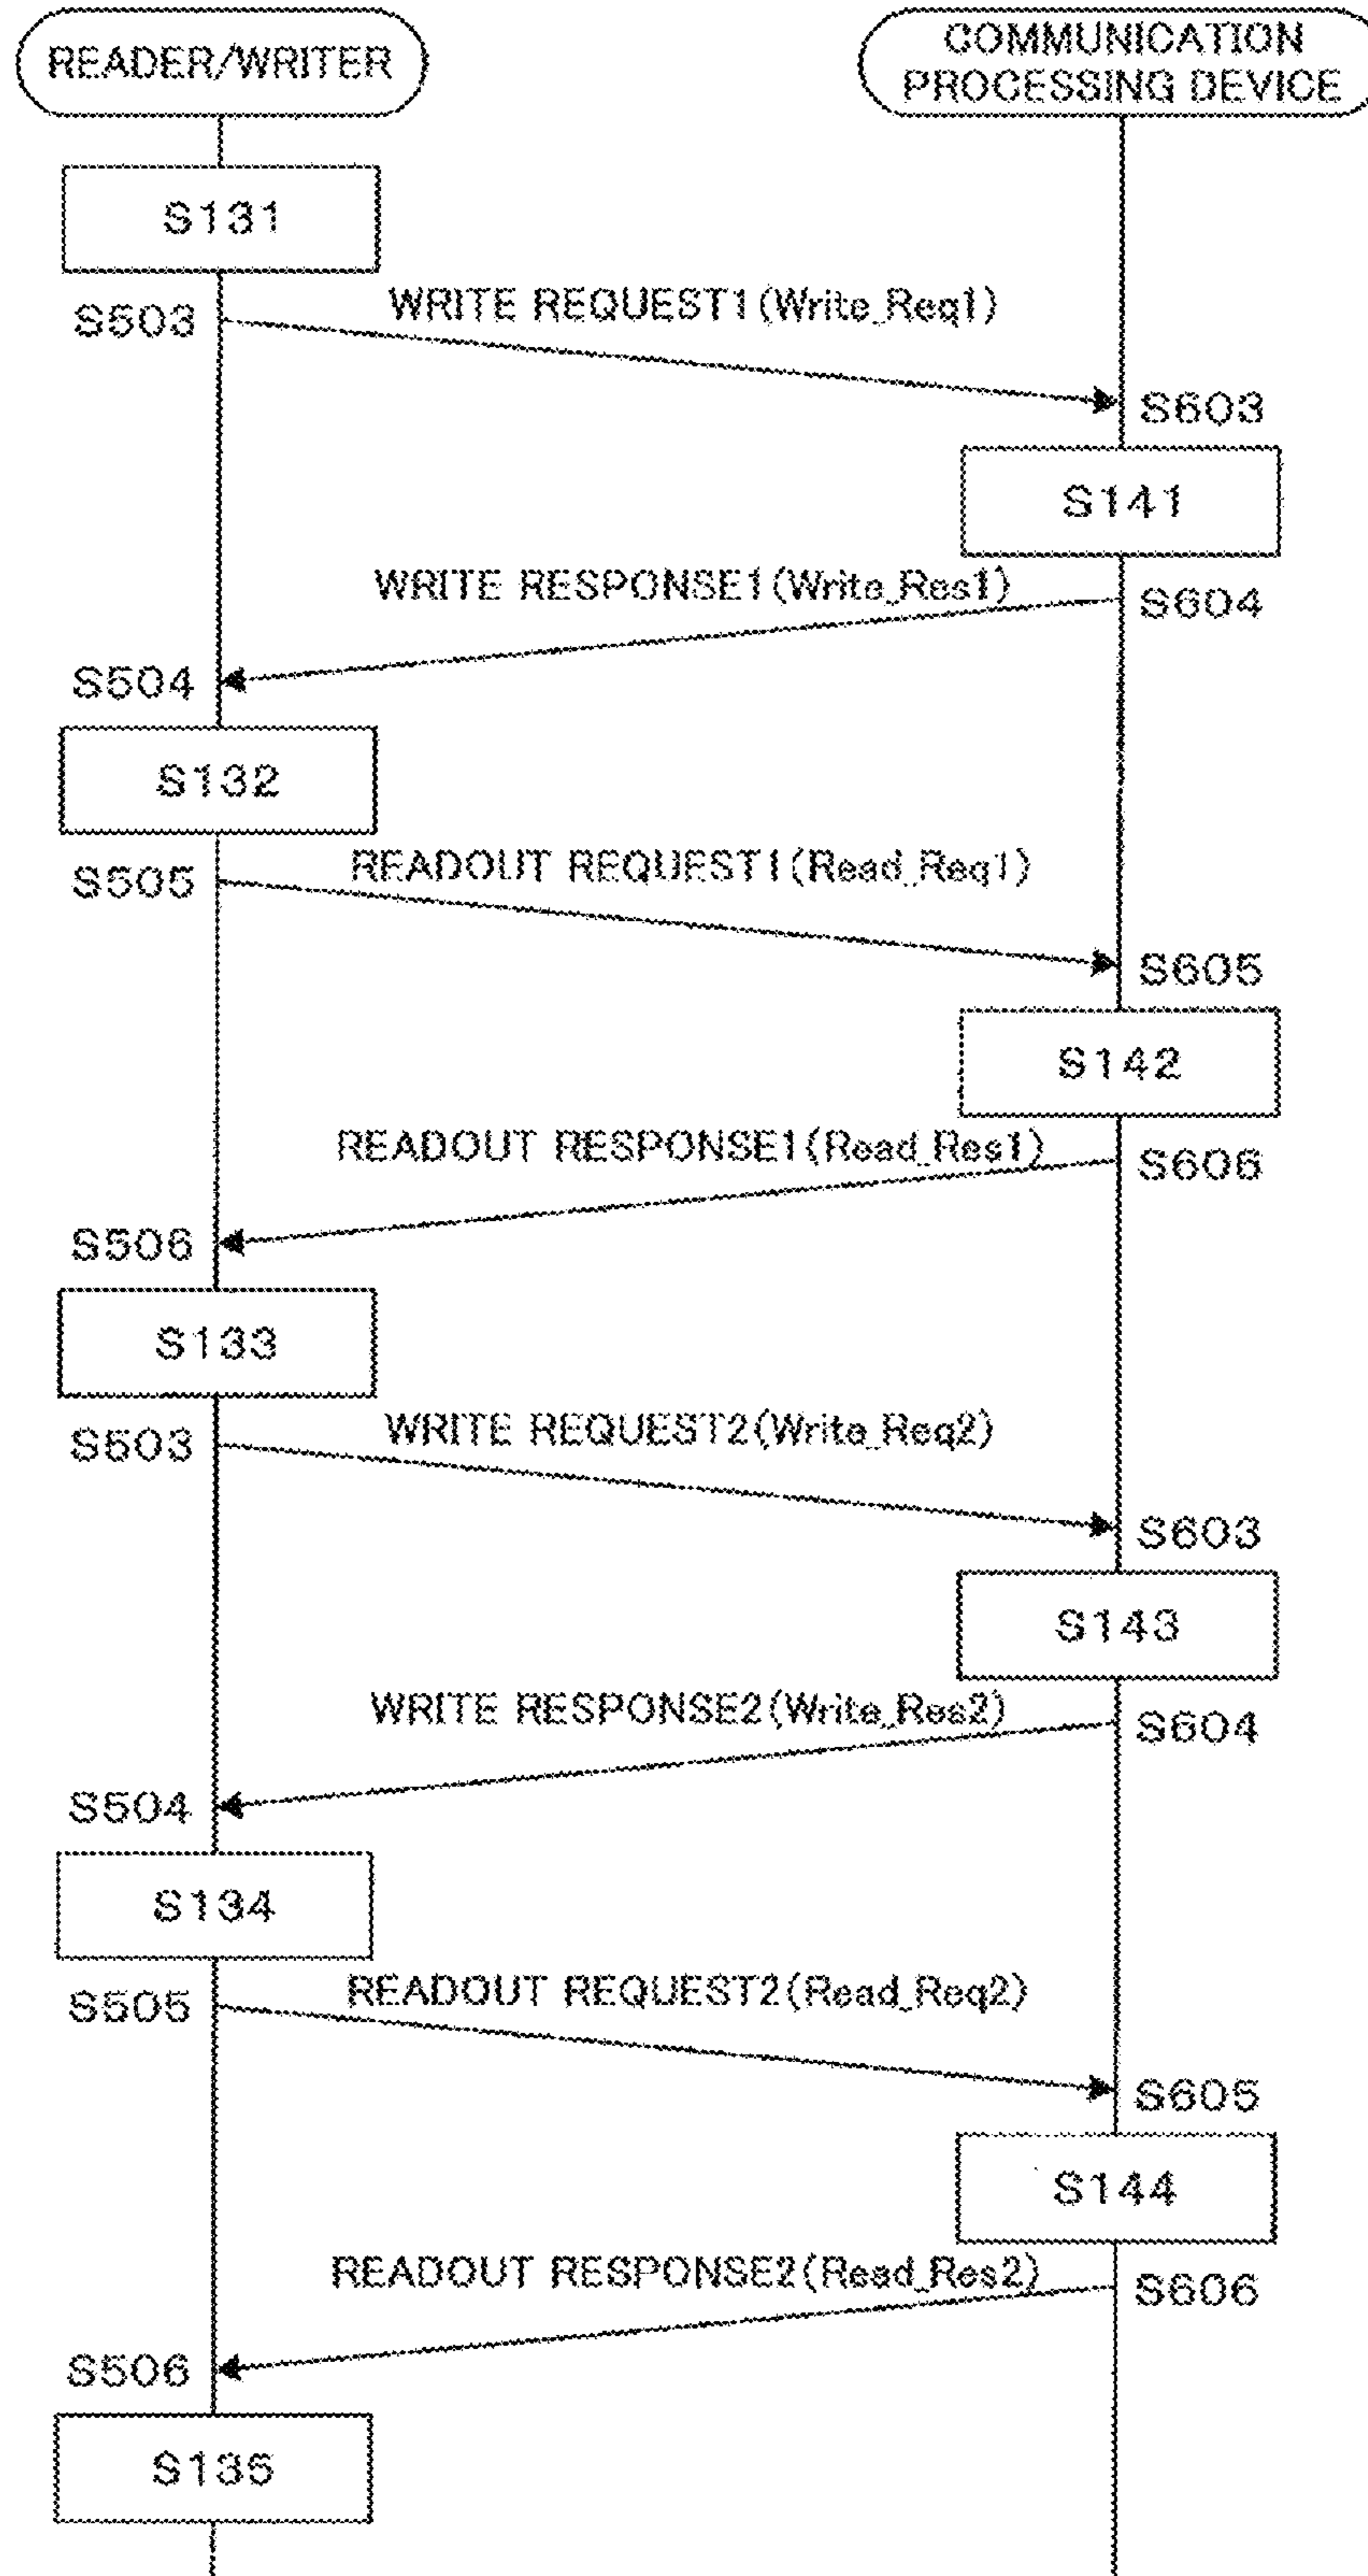 READER/WRITER
COMMUNICATION
PROCESSING DEVICE
S131
WRITE REQUEST1(Write_Req1)
S503
S603
S141
WRITE RESPONSE1(Write_Res1)
S604
S504
S132
READOUT REQUEST1(Read_Req1)
S505
S605
S142
READOUT RESPONSE1(Read_Res1)
S606
S506
S133
WRITE REQUEST2(Write_Req2)
S503
S603
S143
WRITE RESPONSE2(Write_Res2)
S604
S504
S134
READOUT REQUEST2(Read_Req2)
S505
S605
S144
READOUT RESPONSE2(Read_Res2)
S606
S506
S135